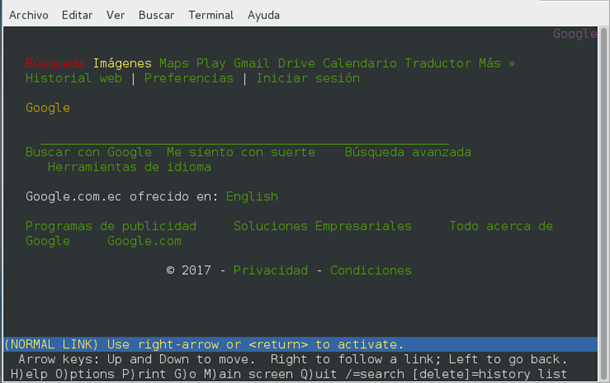 Archivo Editar Ver Buscar Terminal Ayuda
Google
Búsqueda Imágenes Maps Play Gmail Drive Calendario Traductor Más »
Historial web | Preferencias | Iniciar sesión
Google
Buscar con Google Me siento con suerte Búsqueda avanzada
Herramientas de idioma
Google.com.ec ofrecido en: English
Programas de publicidad Soluciones Empresariales Todo acerca de
Google Google.com
© 2017 - Privacidad - Condiciones
(NORMAL LINK) Use right-arrow or <return> to activate.
Arrow keys: Up and Down to move. Right to follow a link; Left to go back.
H)elp O)ptions P)rint G)o M)ain screen Q)uit /=search [delete]=history list